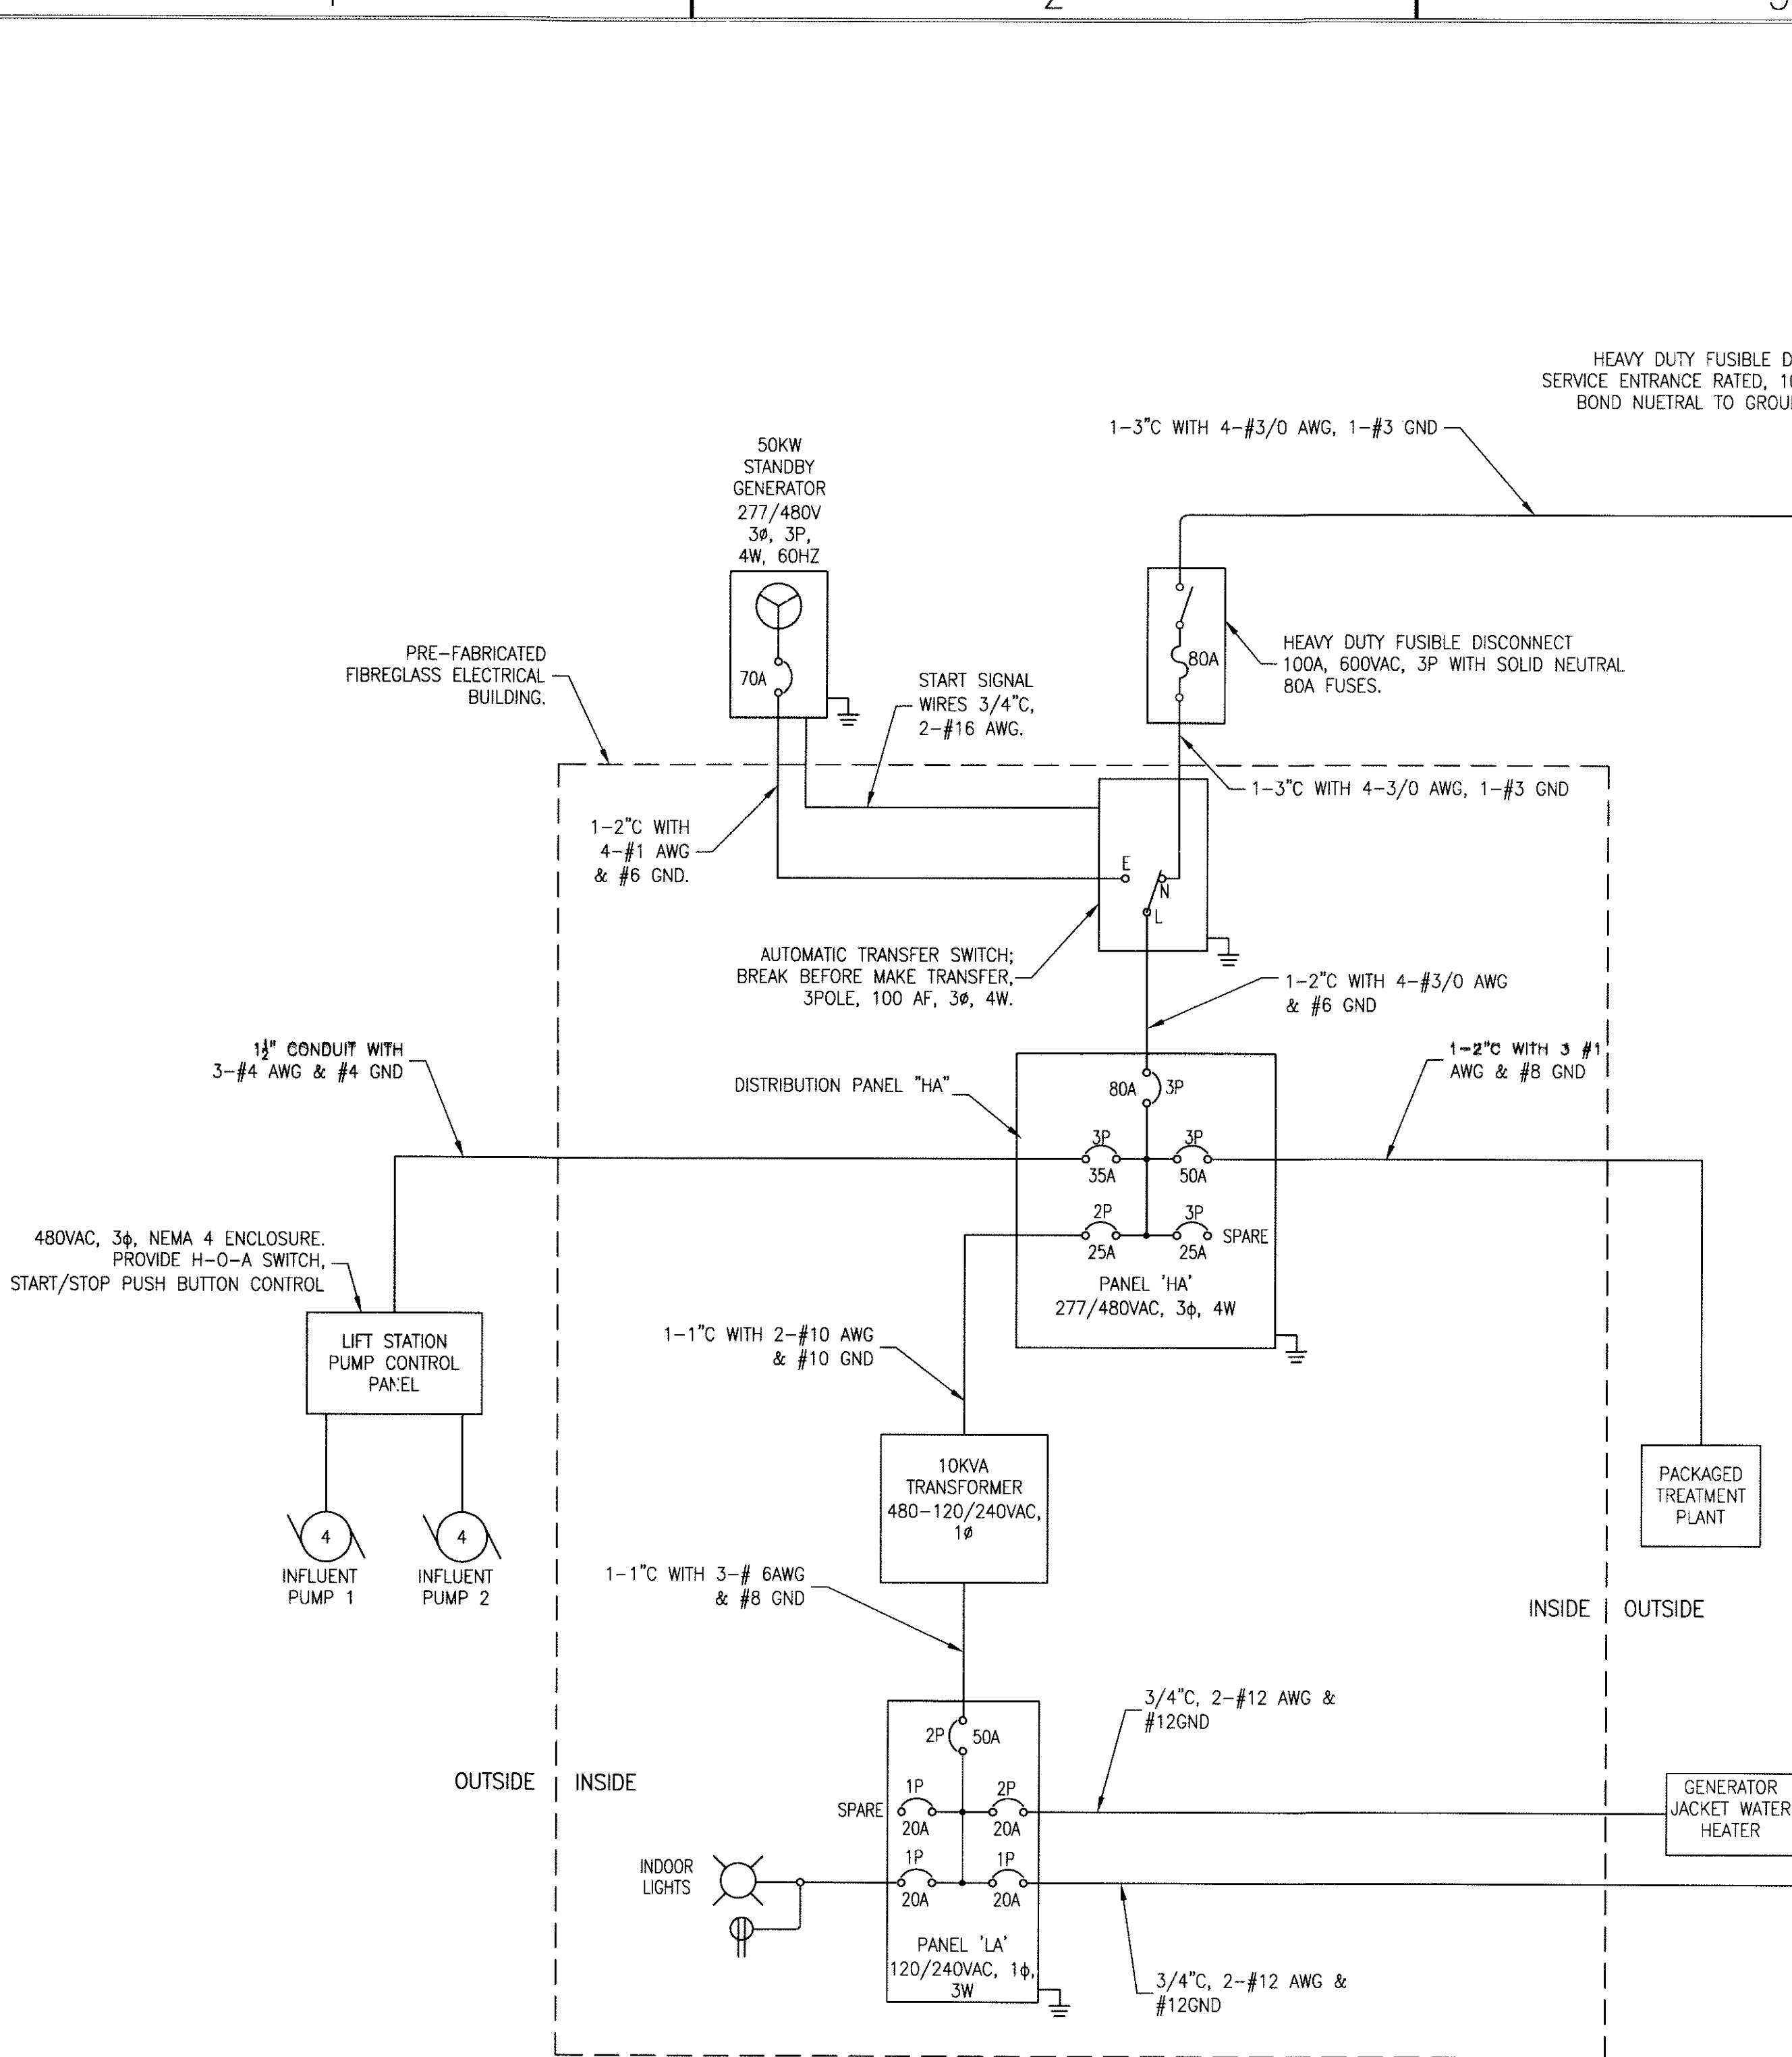 2
HEAVY DUTY FUSIBLE
SERVICE ENTRANCE RATED,
BOND NUETRAL TO
1-3"C WITH 4-#3/0 AWG, 1-#3 GND
50KW
STANDBY
GENERATOR
277/480V
3ø, 3P,
4W, 60HZ
70A
80A
HEAVY DUTY FUSIBLE DISCONNECT
100A, 600VAC, 3P WITH SOLID NEUTRAL
80A FUSES.
PRE-FABRICATED
FIBREGLASS ELECTRICAL
BUILDING.
START SIGNAL
WIRES 3/4"C,
2-#16 AWG.
1-3"C WITH 4-3/0 AWG, 1-#3 GND
1-2"C WITH
4-#1 AWG
& #6 GND.
E
N
L
AUTOMATIC TRANSFER SWITCH;
BREAK BEFORE MAKE TRANSFER,
3POLE, 100 AF, 3ø, 4W.
1-2"C WITH 4-#3/0 AWG
& #6 GND
1½" CONDUIT WITH
3-#4 AWG & #4 GND
DISTRIBUTION PANEL "HA"
1-2"C WITH 3 #1
AWG & #8 GND
80A
3P
3P
35A
3P
50A
2P
25A
3P
25A
SPARE
PANEL 'HA'
277/480VAC, 3ϕ, 4W
480VAC, 3ϕ, NEMA 4 ENCLOSURE.
PROVIDE H-O-A SWITCH,
START/STOP PUSH BUTTON CONTROL
LIFT STATION
PUMP CONTROL
PANEL
4
INFLUENT
PUMP 1
4
INFLUENT
PUMP 2
1-1"C WITH 2-#10 AWG
& #10 GND
10KVA
TRANSFORMER
480-120/240VAC,
1ø
PACKAGED
TREATMENT
PLANT
1-1"C WITH 3-# 6AWG
& #8 GND
INSIDE
OUTSIDE
3/4"C, 2-#12 AWG &
#12GND
2P
50A
OUTSIDE
INSIDE
SPARE
1P
20A
2P
20A
GENERATOR
JACKET WATER
HEATER
INDOOR
LIGHTS
1P
20A
1P
20A
PANEL 'LA'
120/240VAC, 1ϕ,
3W
3/4"C, 2-#12 AWG &
#12GND